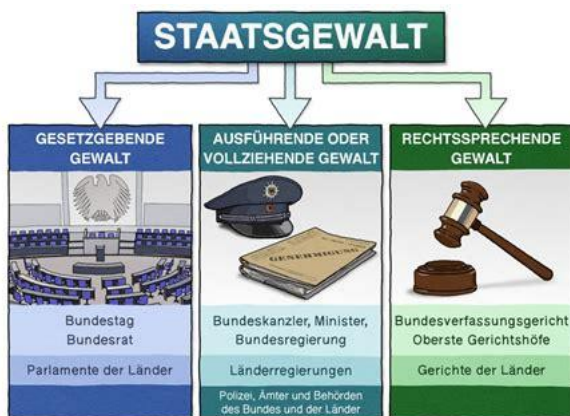 STAATSGEWALT
GESETZGEBENDE
GEWALT
Bundestag
Bundesrat
Parlamente der Länder
AUSFÜHRENDE ODER
VOLLZIEHENDE GEWALT
GENEHMIGUNG
Bundeskanzler, Minister,
Bundesregierung
Länderregierungen
Polizei, Ämter und Behörden
des Bundes und der Länder
RECHTSSPRECHENDE
GEWALT
Bundesverfassungsgericht
Oberste Gerichtshöfe
Gerichte der Länder